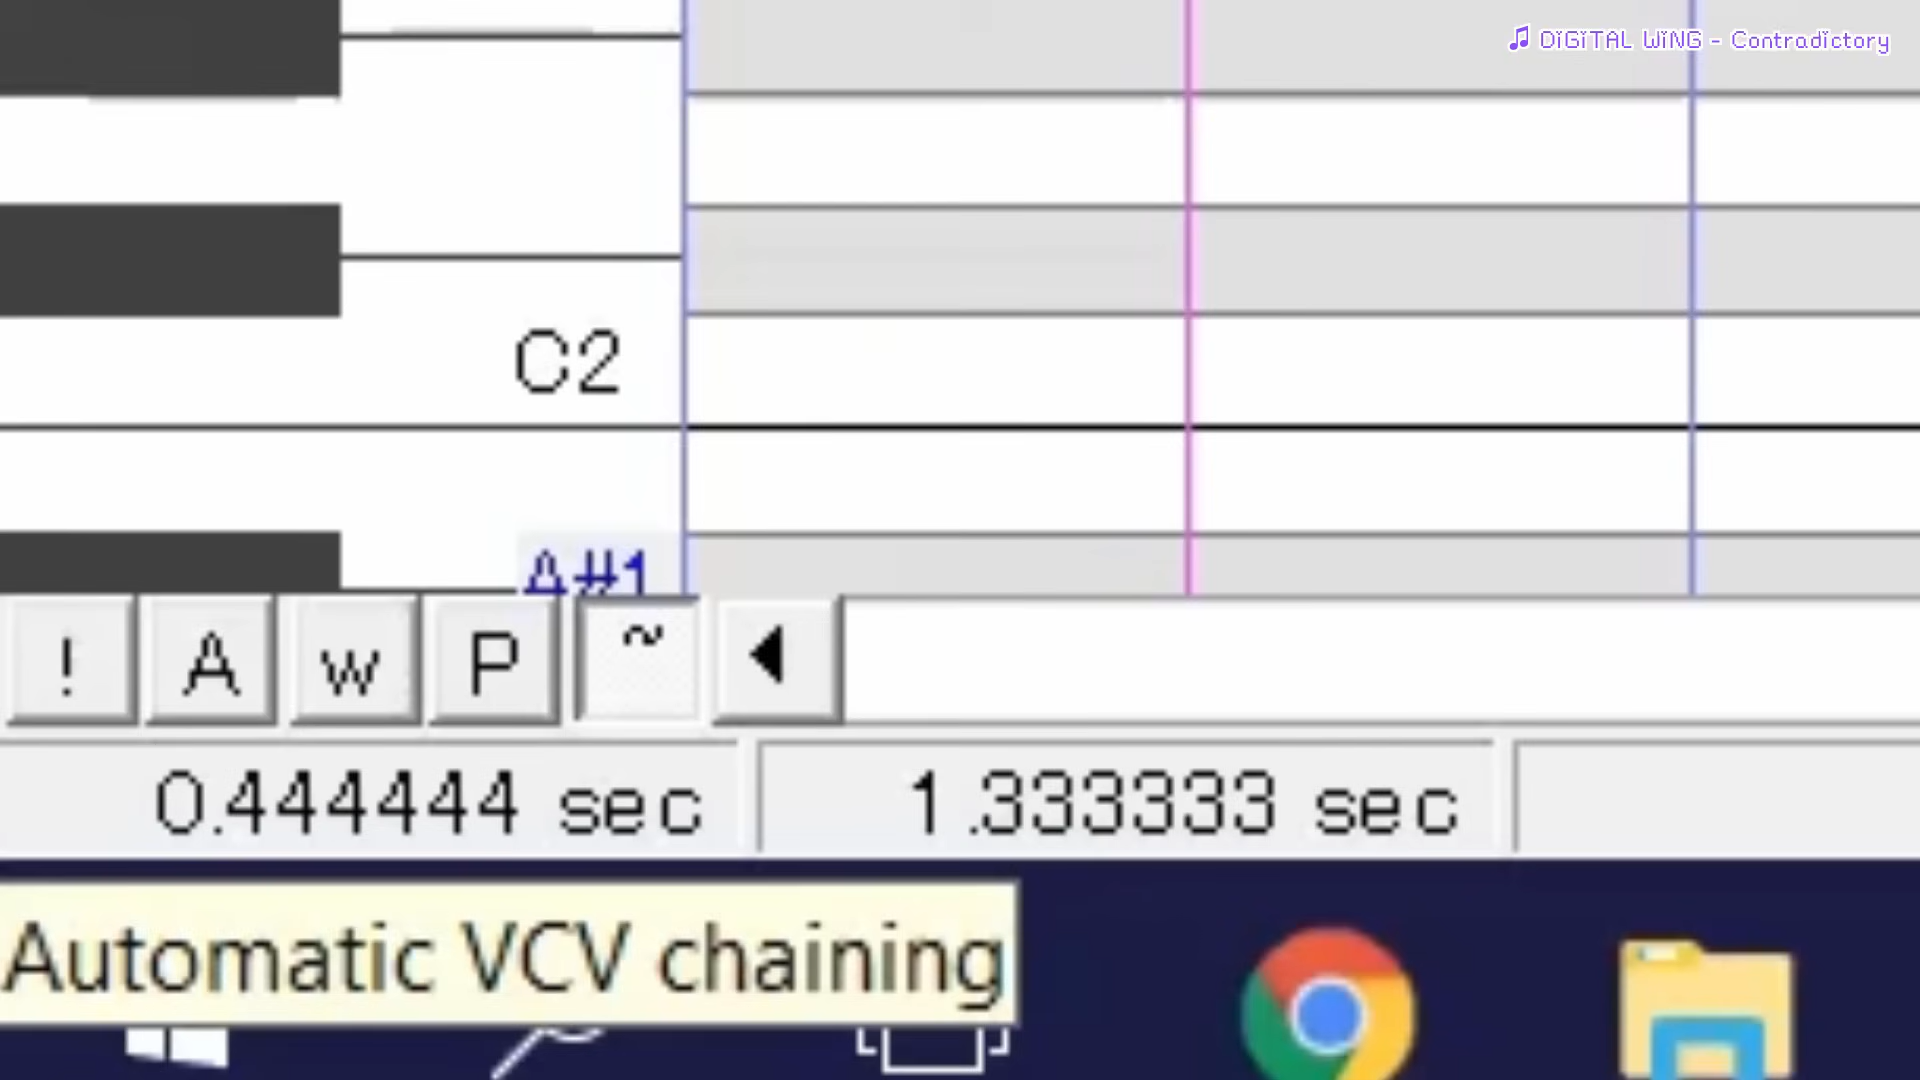 ♫ DiGiTAL WiNG - Contradictory
C2
A#1
! A w P ~
0.444444 sec 1.333333 sec
Automatic VCV chaining